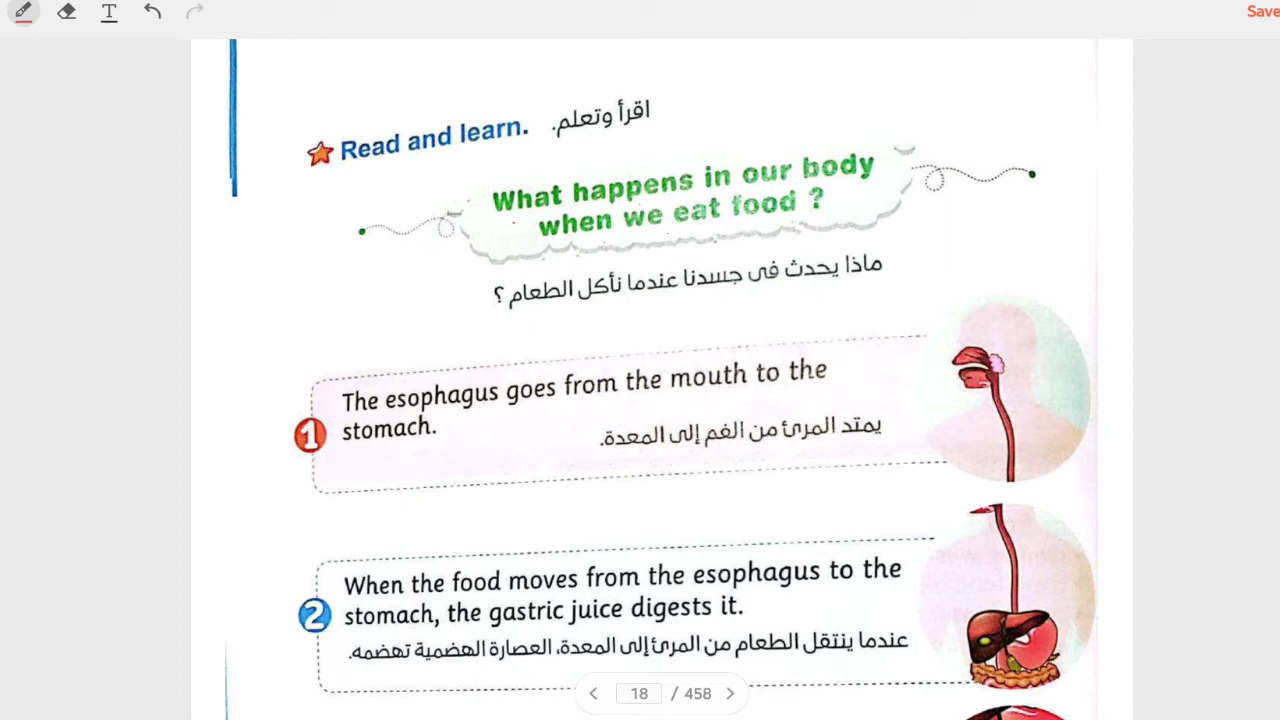 T
Save
Read and learn. اقرأ وتعلم.
What happens in our body
when we eat food ?
ماذا يحدث فى جسدنا عندما نأكل الطعام ؟
1
The esophagus goes from the mouth to the
stomach.
يمتد المرئ من الفم إلى المعدة.
2
When the food moves from the esophagus to the
stomach, the gastric juice digests it.
عندما ينتقل الطعام من المرئ إلى المعدة، العصارة الهضمية تهضمه.
18 / 458